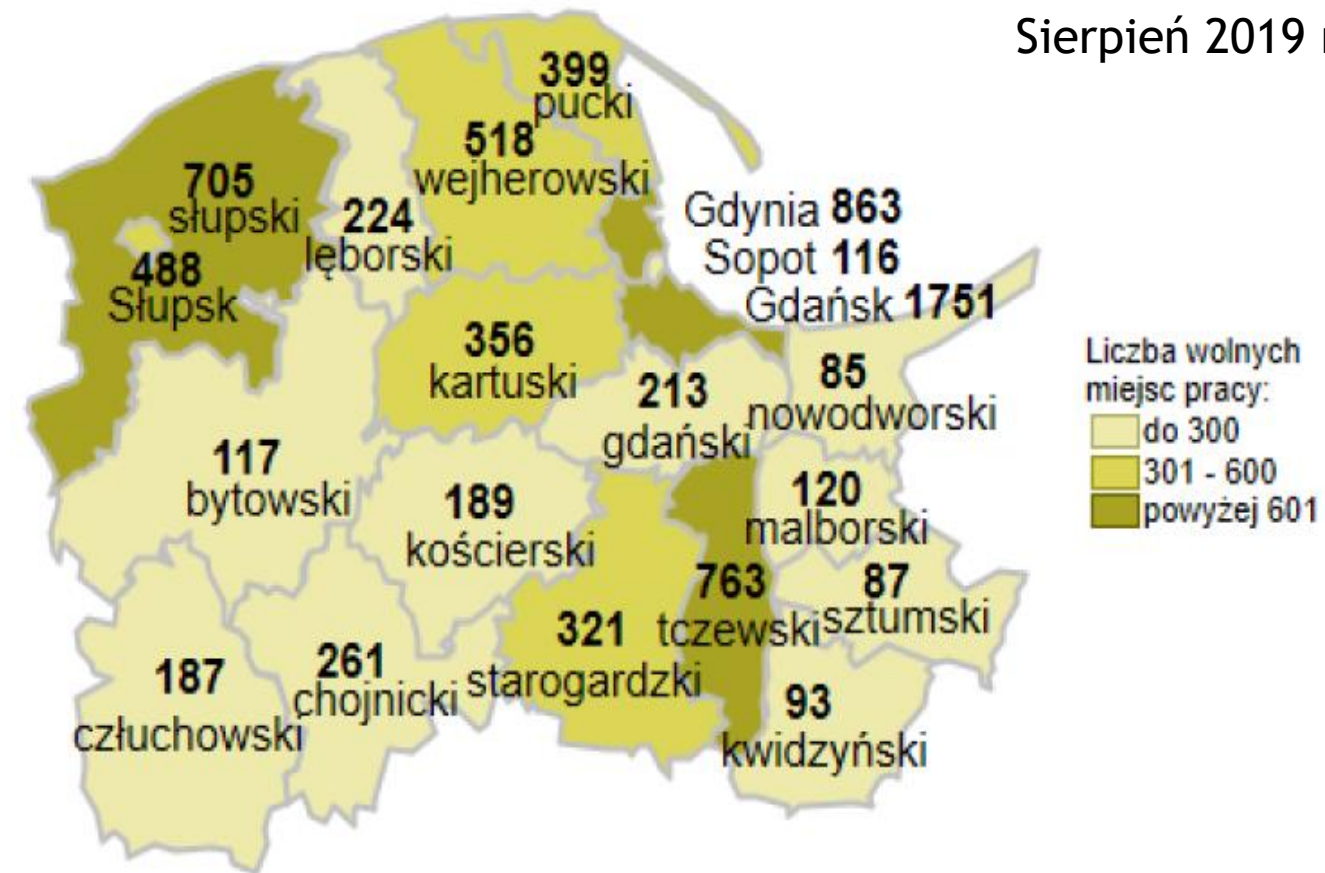 Sierpień 2019 r
399
pucki
518
wejherowski
705
słupski
224
lęborski
Gdynia 863
Sopot 116
Gdańsk 1751
488
Słupsk
356
kartuski
213
gdański
85
nowodworski
Liczba wolnych
miejsc pracy:
do 300
301 - 600
powyżej 601
117
bytowski
189
kościerski
120
malborski
763
tczewski
87
sztumski
321
starogardzki
187
człuchowski
261
chojnicki
93
kwidzyński